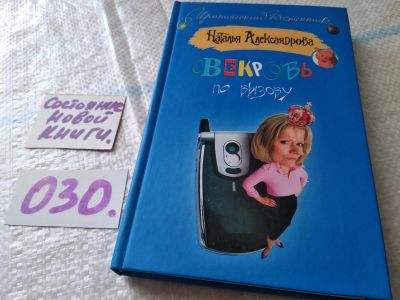 Иронический Детектив
Наталья Александрова
СВЕКРОВЬ
по вызову
Состояние
новой
книги.
030.